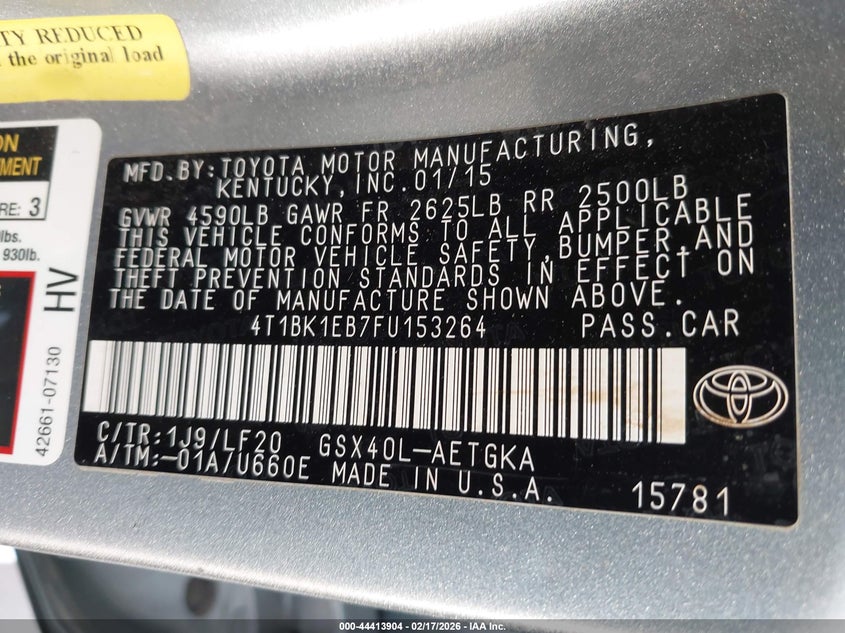 TY REDUCED
the original load
ON
TMENT
RE: 3
lbs.
930lb.
HV
42661-07130
MFD.BY:TOYOTA MOTOR MANUFACTURING,
KENTUCKY,INC.01/15
GVWR 4590LB GAWR FR 2625LB RR 2500LB
THIS VEHICLE CONFORMS TO ALL APPLICABLE
FEDERAL MOTOR VEHICLE SAFETY,BUMPER,AND
THEFT PREVENTION STANDARDS IN EFFECT ON
THE DATE OF MANUFACTURE SHOWN ABOVE.
4T1BK1EB7FU153264 PASS.CAR
C/TR:1J9/LF20 GSX40L-AETGKA
A/TM:-01A/U660E MADE IN U.S.A. 15781
000-44413904 | 02/17/2026 - IAA Inc.